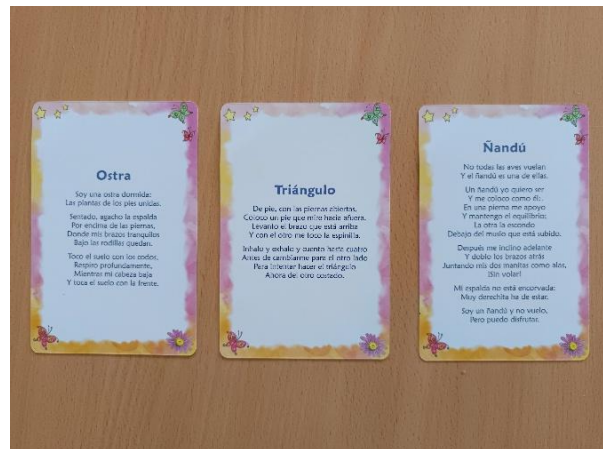 Ostra
Soy una ostra dormida:
Las plantas de los pies unidas.
Sentado, agacho la espalda
Por encima de las piernas,
Donde mis brazos tranquilos
Bajo las rodillas quedan.
Toco el suelo con los codos,
Respiro profundamente,
Mientras mi cabeza baja
Y toca el suelo con la frente.
Triángulo
De pie, con las piernas abiertas,
Coloco un pie que mire hacia afuera.
Levanto el brazo que está arriba
Y con el otro me toco la espinilla.
Inhalo y exhalo y cuento hasta cuatro
Antes de cambiarme para el otro lado
Para intentar hacer el triángulo
Ahora del otro costado.
Ñandú
No todas las aves vuelan
Y el ñandú es una de ellas.
Un ñandú yo quiero ser
Y me coloco como él:
En una pierna me apoyo
Y mantengo el equilibrio;
La otra la escondo
Debajo del muslo que está subido.
Después me inclino adelante
Y doblo los brazos atrás
Juntando mis dos manitas como alas,
¡Sin volar!
Mi espalda no está encorvada:
Muy derechita ha de estar.
Soy un ñandú y no vuelo,
Pero puedo disfrutar.